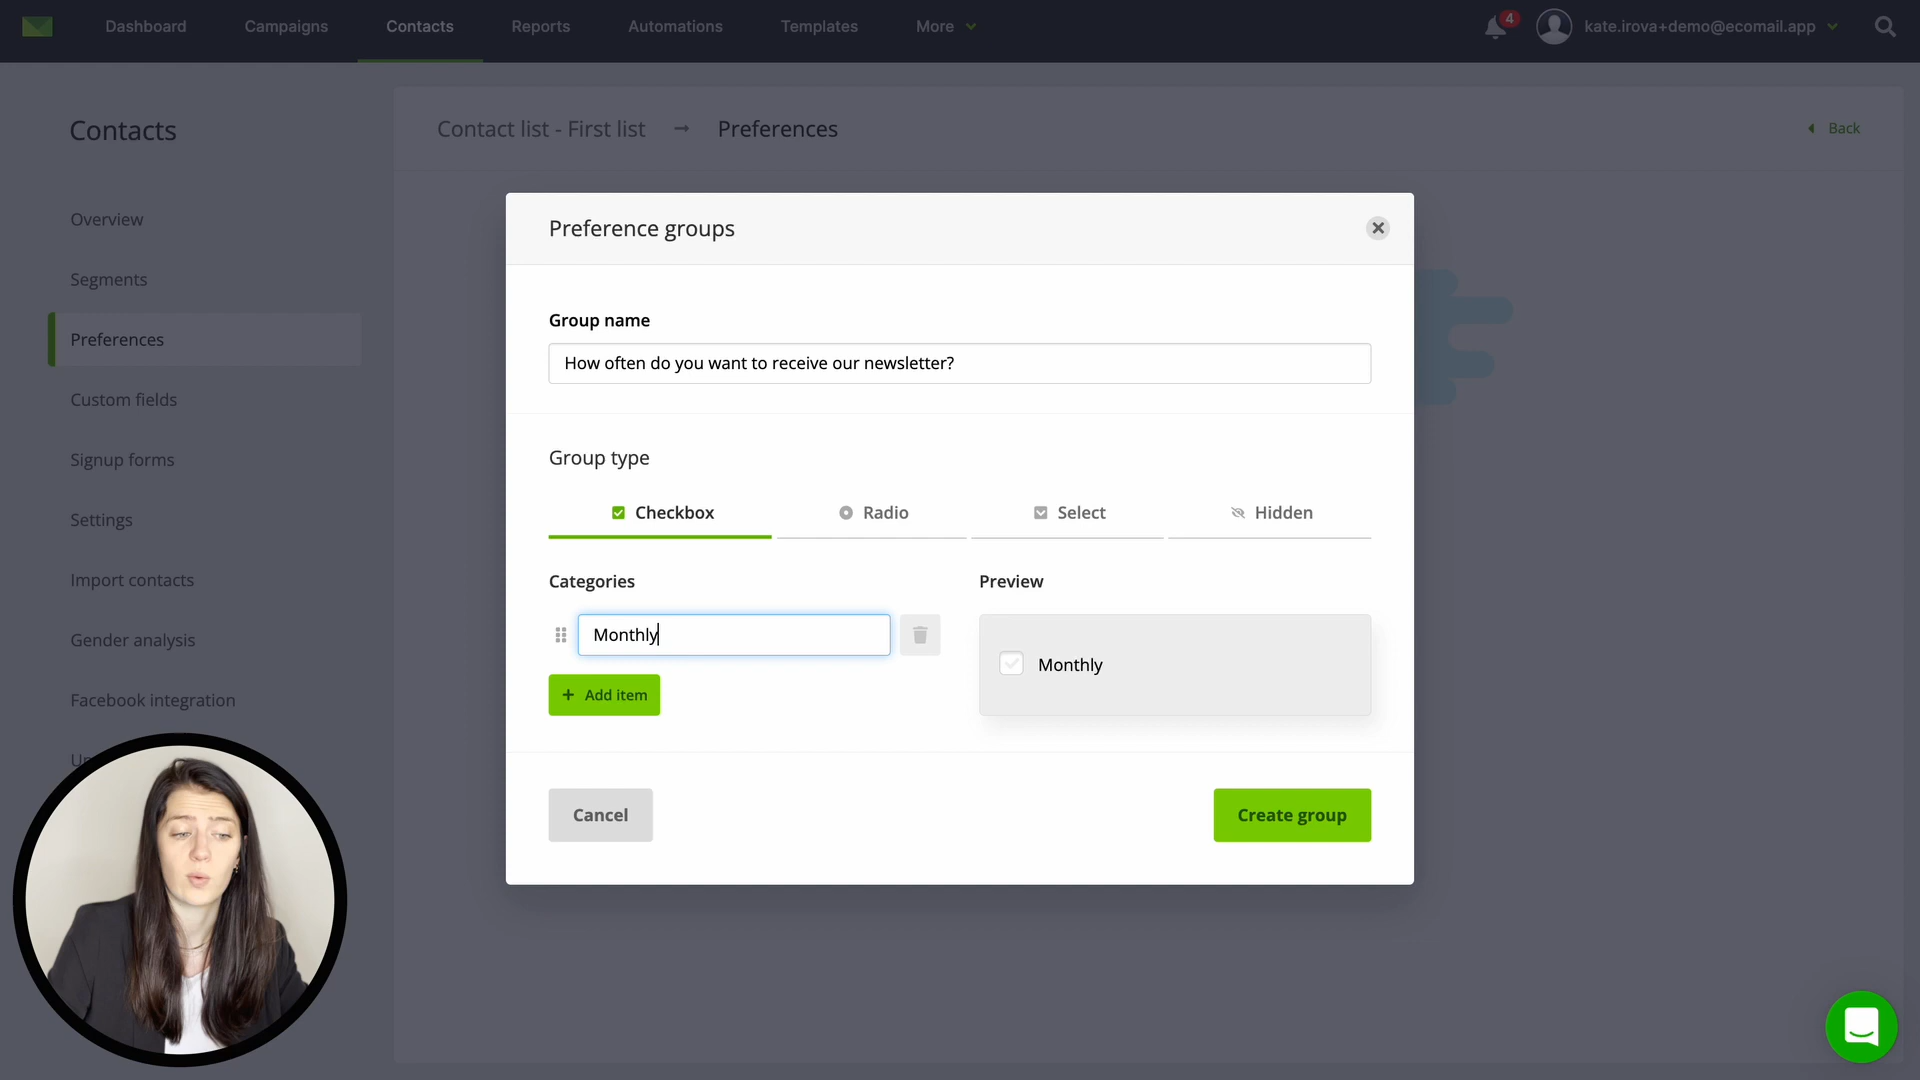 Dashboard
Campaigns
Contacts
Reports
Automations
Templates
More
4
kate.irova+demo@ecomail.app
Contacts
Overview
Segments
Preferences
Custom fields
Signup forms
Settings
Import contacts
Gender analysis
Facebook integration
Contact list - First list → Preferences
Back
Preference groups
Group name
How often do you want to receive our newsletter?
Group type
Checkbox
Radio
Select
Hidden
Categories
Monthly
+ Add item
Preview
Monthly
Cancel
Create group